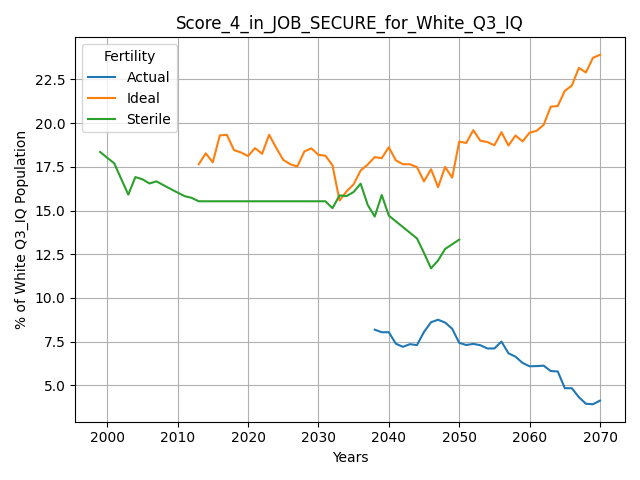 Score_4_in_JOB_SECURE_for_White_Q3_IQ
Fertility
Actual
Ideal
Sterile
% of White Q3_IQ Population
22.5
20.0
17.5
15.0
12.5
10.0
7.5
5.0
2000 2010 2020 2030 2040 2050 2060 2070
Years